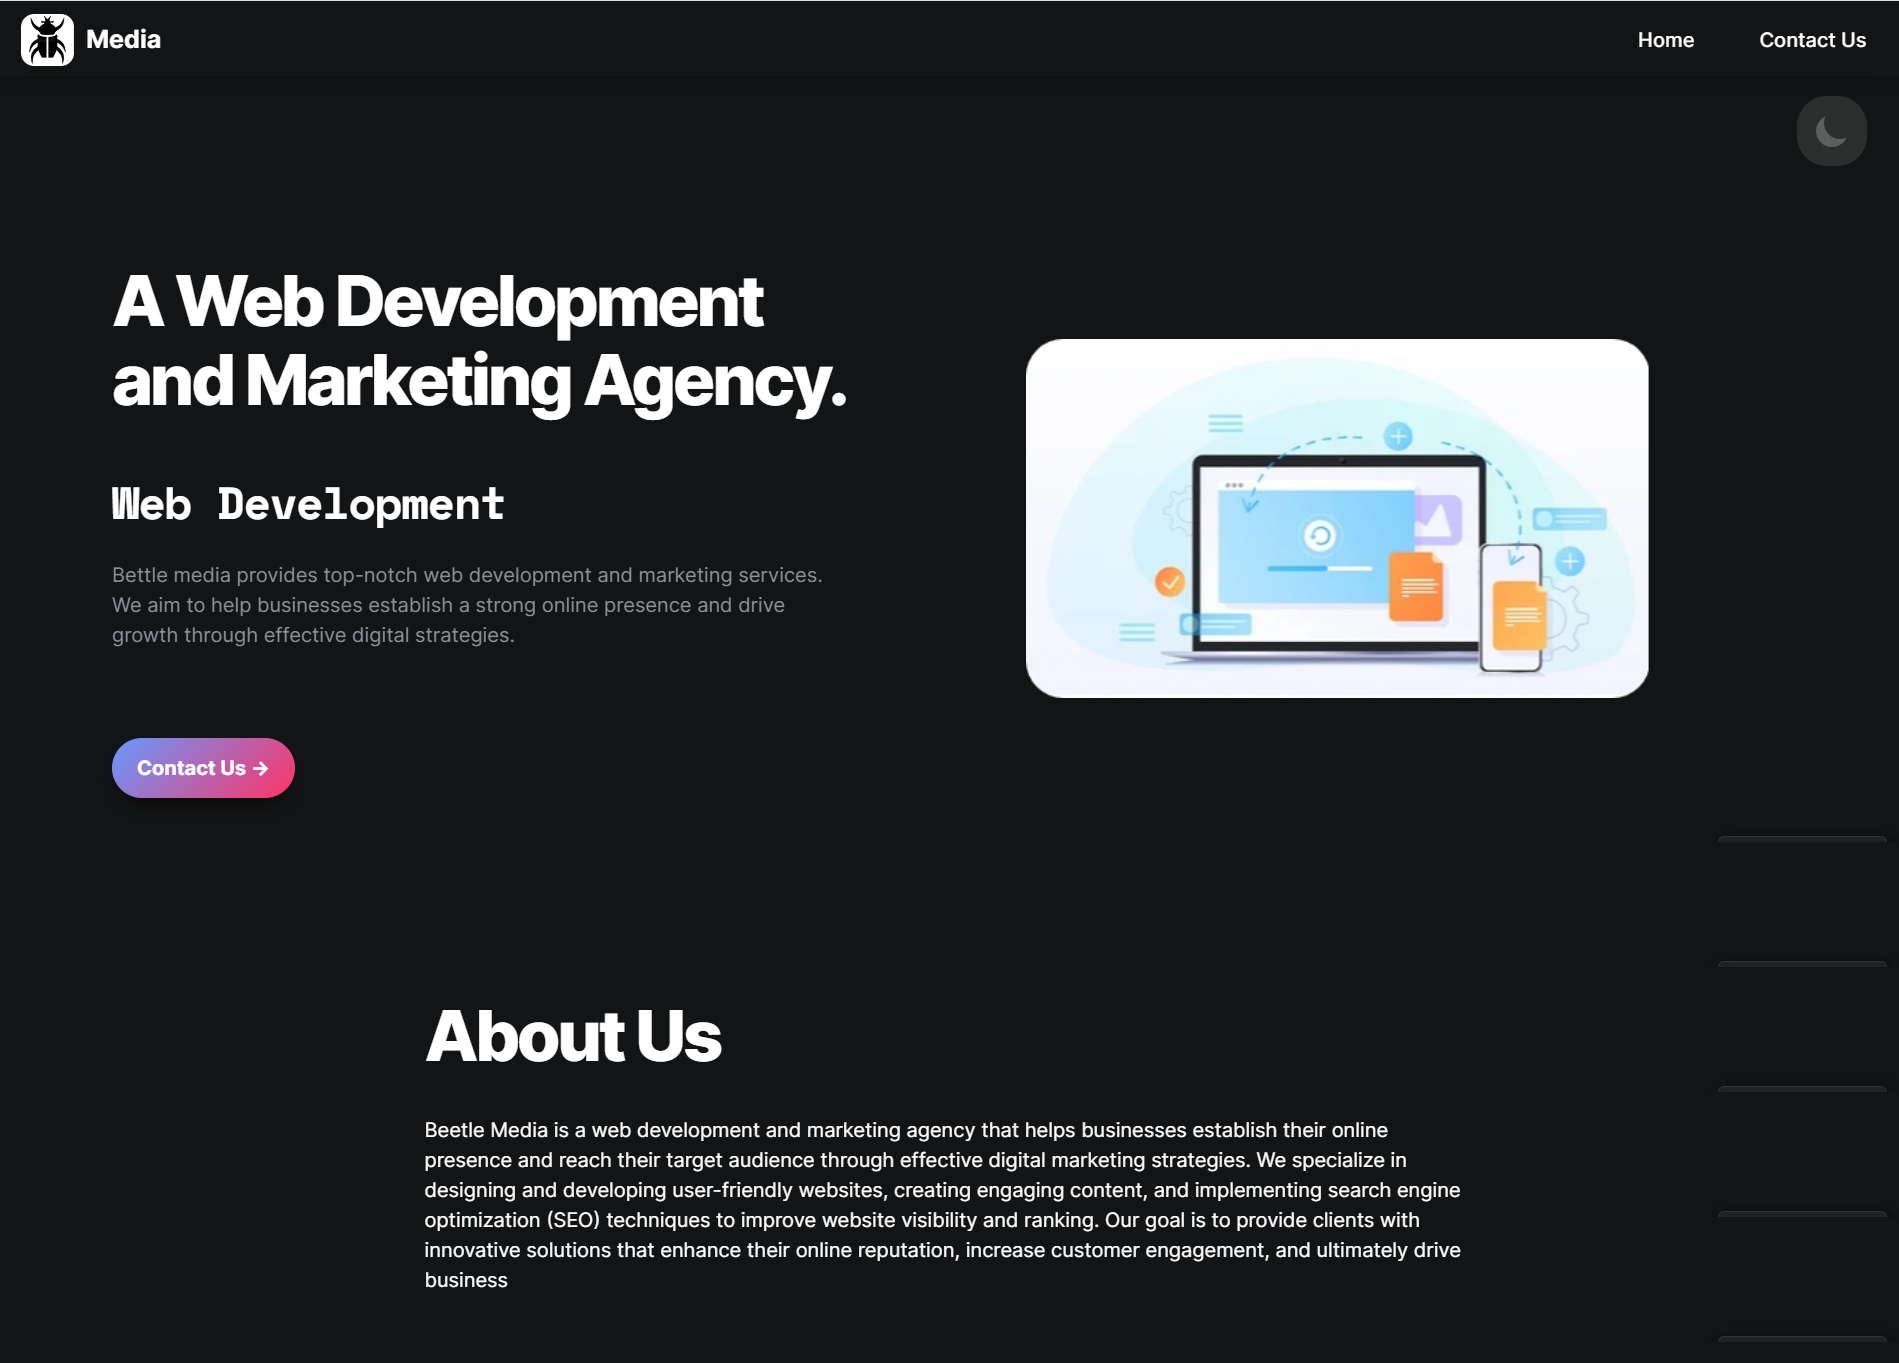 Media
Home
Contact Us
A Web Development
and Marketing Agency.
Web Development
Bettle media provides top-notch web development and marketing services.
We aim to help businesses establish a strong online presence and drive
growth through effective digital strategies.
Contact Us →
About Us
Beetle Media is a web development and marketing agency that helps businesses establish their online
presence and reach their target audience through effective digital marketing strategies. We specialize in
designing and developing user-friendly websites, creating engaging content, and implementing search engine
optimization (SEO) techniques to improve website visibility and ranking. Our goal is to provide clients with
innovative solutions that enhance their online reputation, increase customer engagement, and ultimately drive
business